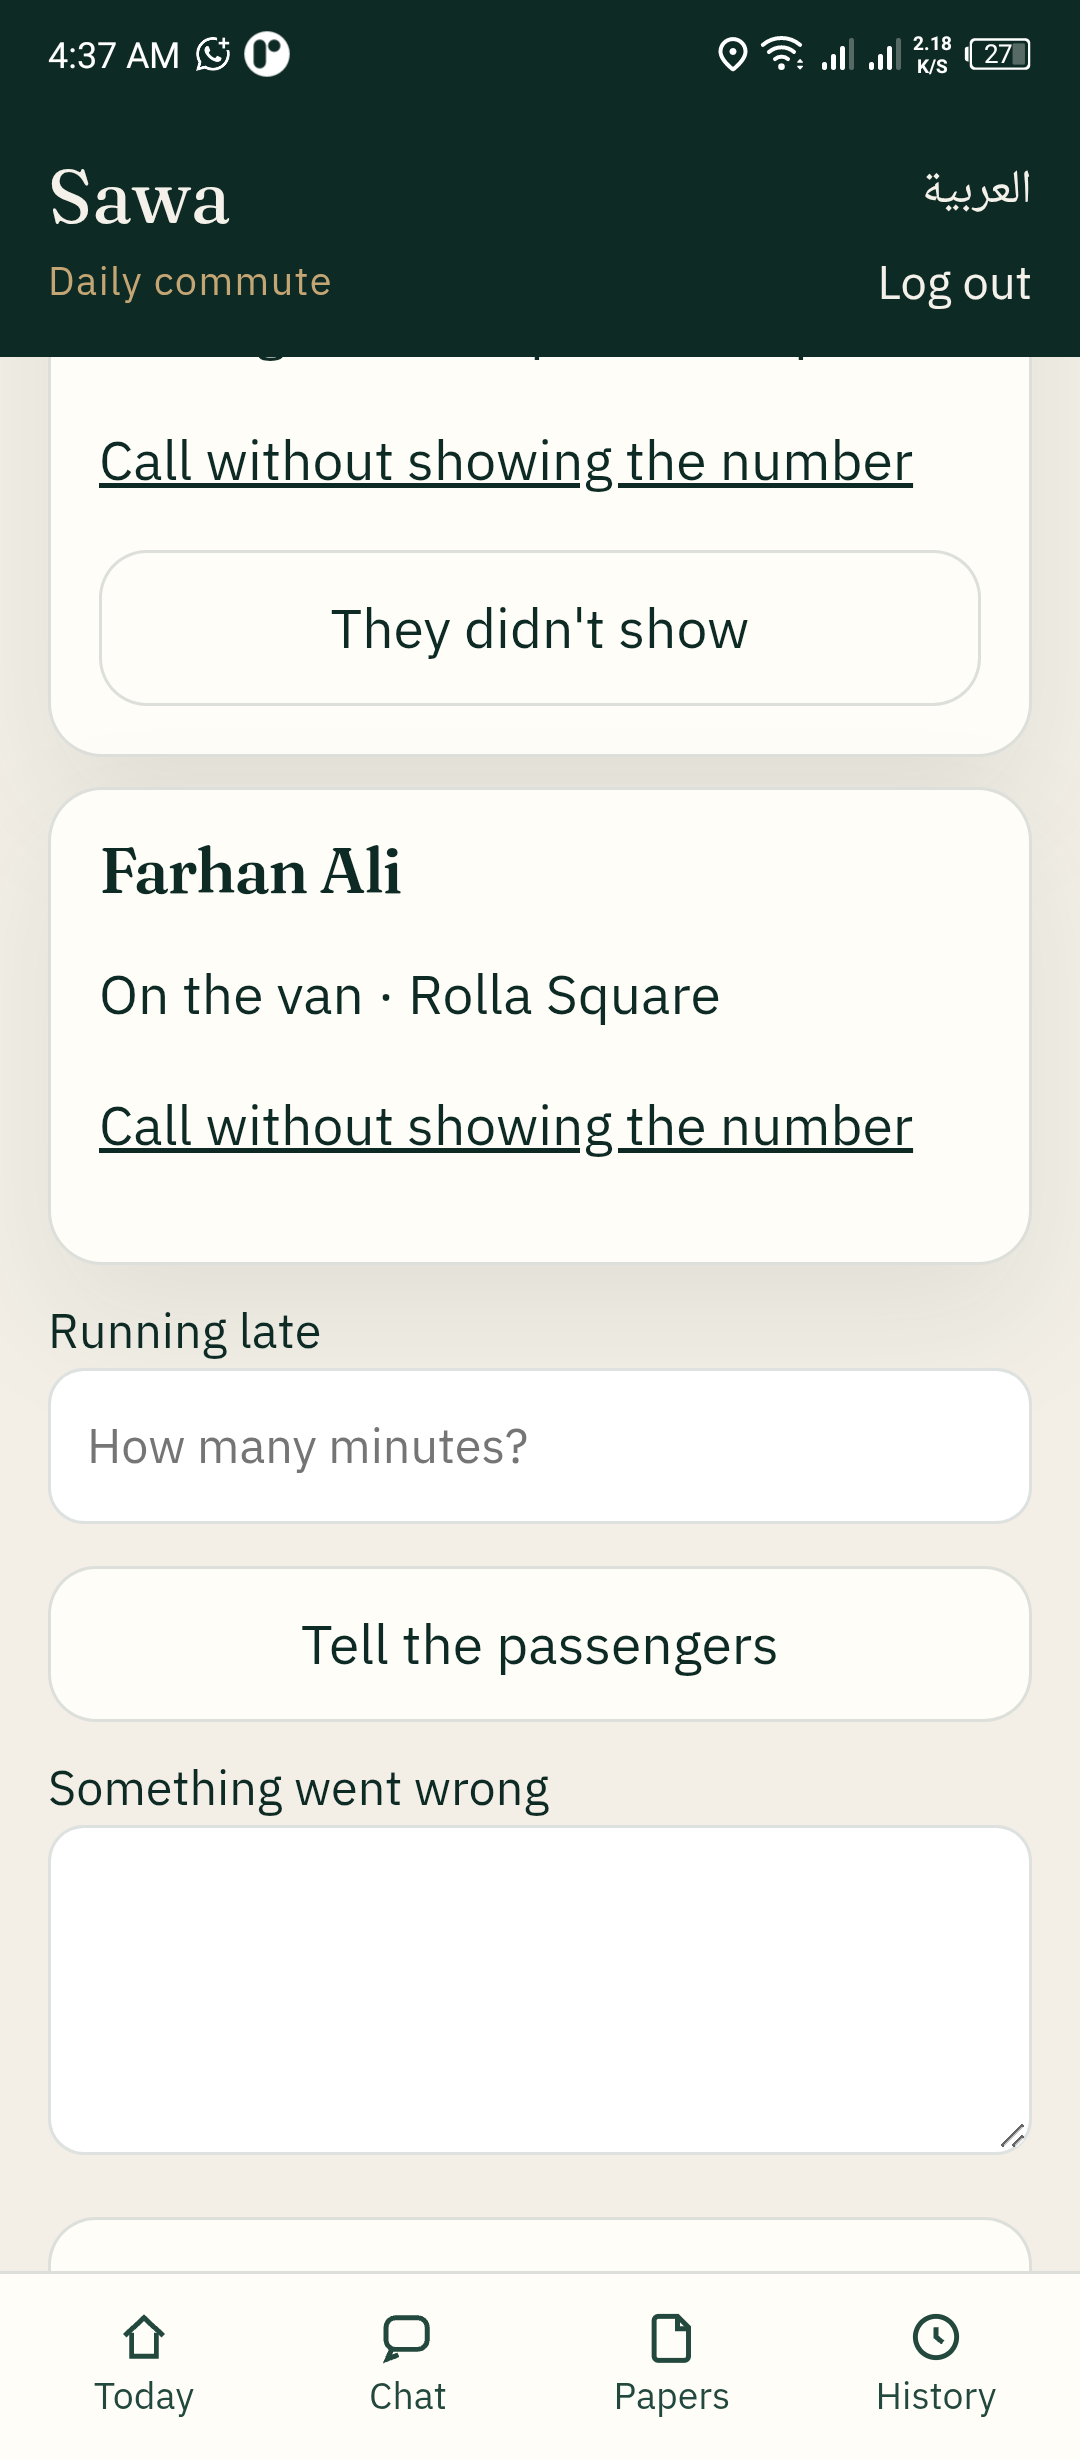 4:37 AM
2.18
K/S
27
Sawa
العربية
Daily commute
Log out
Call without showing the number
They didn't show
Farhan Ali
On the van · Rolla Square
Call without showing the number
Running late
How many minutes?
Tell the passengers
Something went wrong
Today
Chat
Papers
History